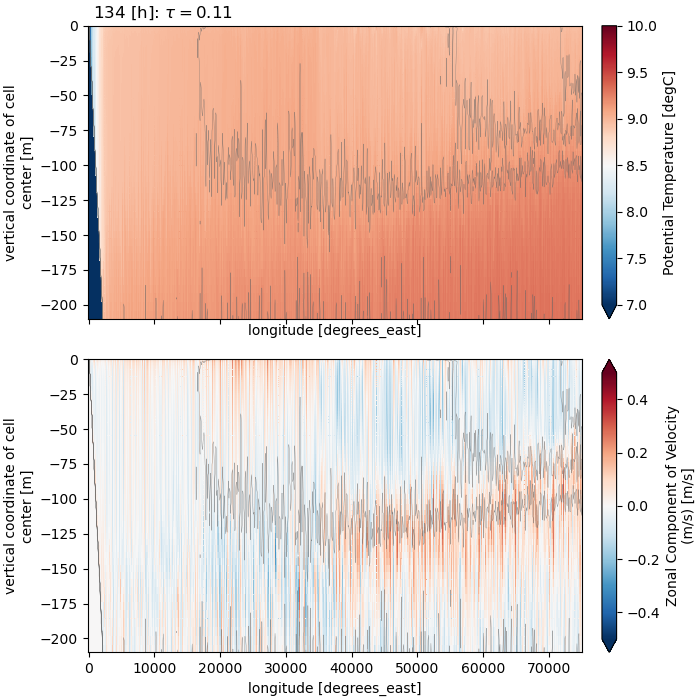 134 [h]: τ = 0.11
0
−25
−50
−75
−100
−125
−150
−175
−200
vertical coordinate of cell
center [m]
longitude [degrees_east]
10.0
9.5
9.0
8.5
8.0
7.5
7.0
Potential Temperature [degC]
0
−25
−50
−75
−100
−125
−150
−175
−200
vertical coordinate of cell
center [m]
0 10000 20000 30000 40000 50000 60000 70000
longitude [degrees_east]
0.4
0.2
0.0
−0.2
−0.4
Zonal Component of Velocity
(m/s) [m/s]